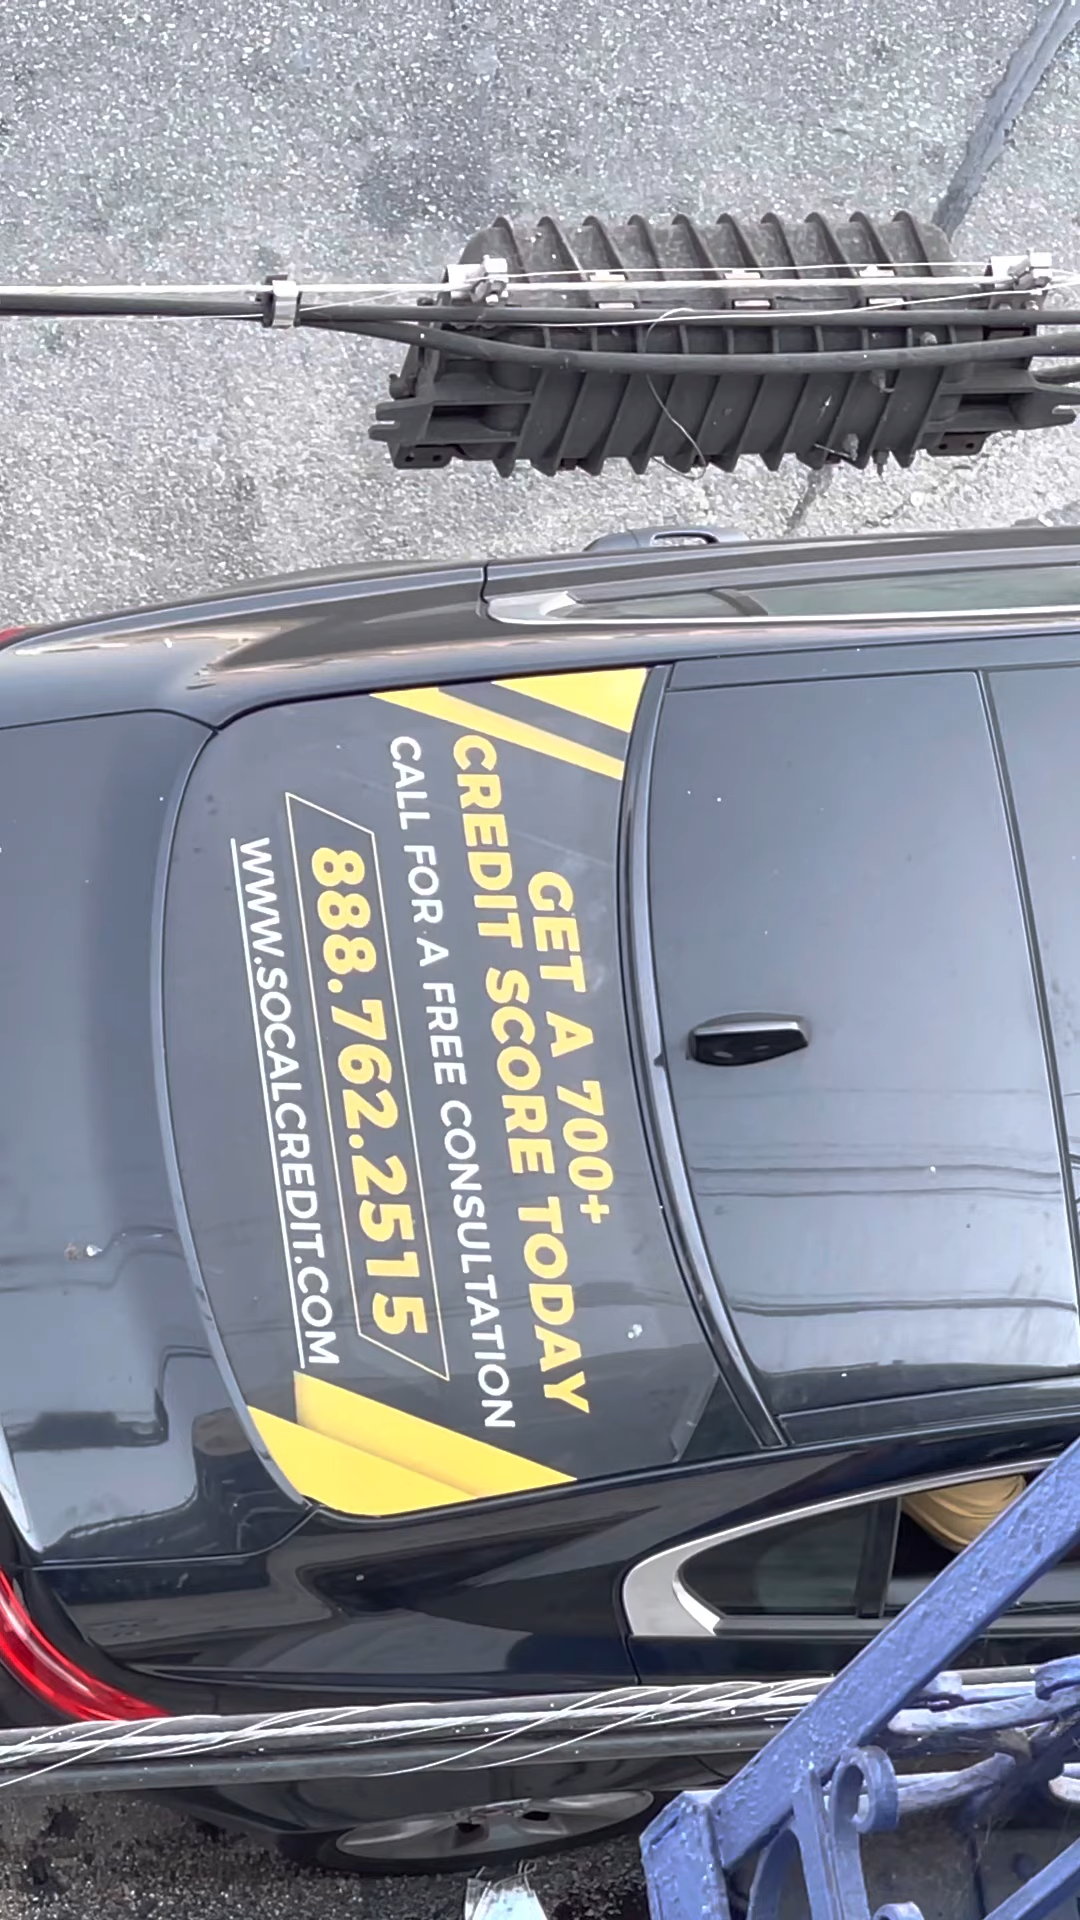 GET A 700+
CREDIT SCORE TODAY
CALL FOR A FREE CONSULTATION
888.762.2515
WWW.SOCALCREDIT.COM